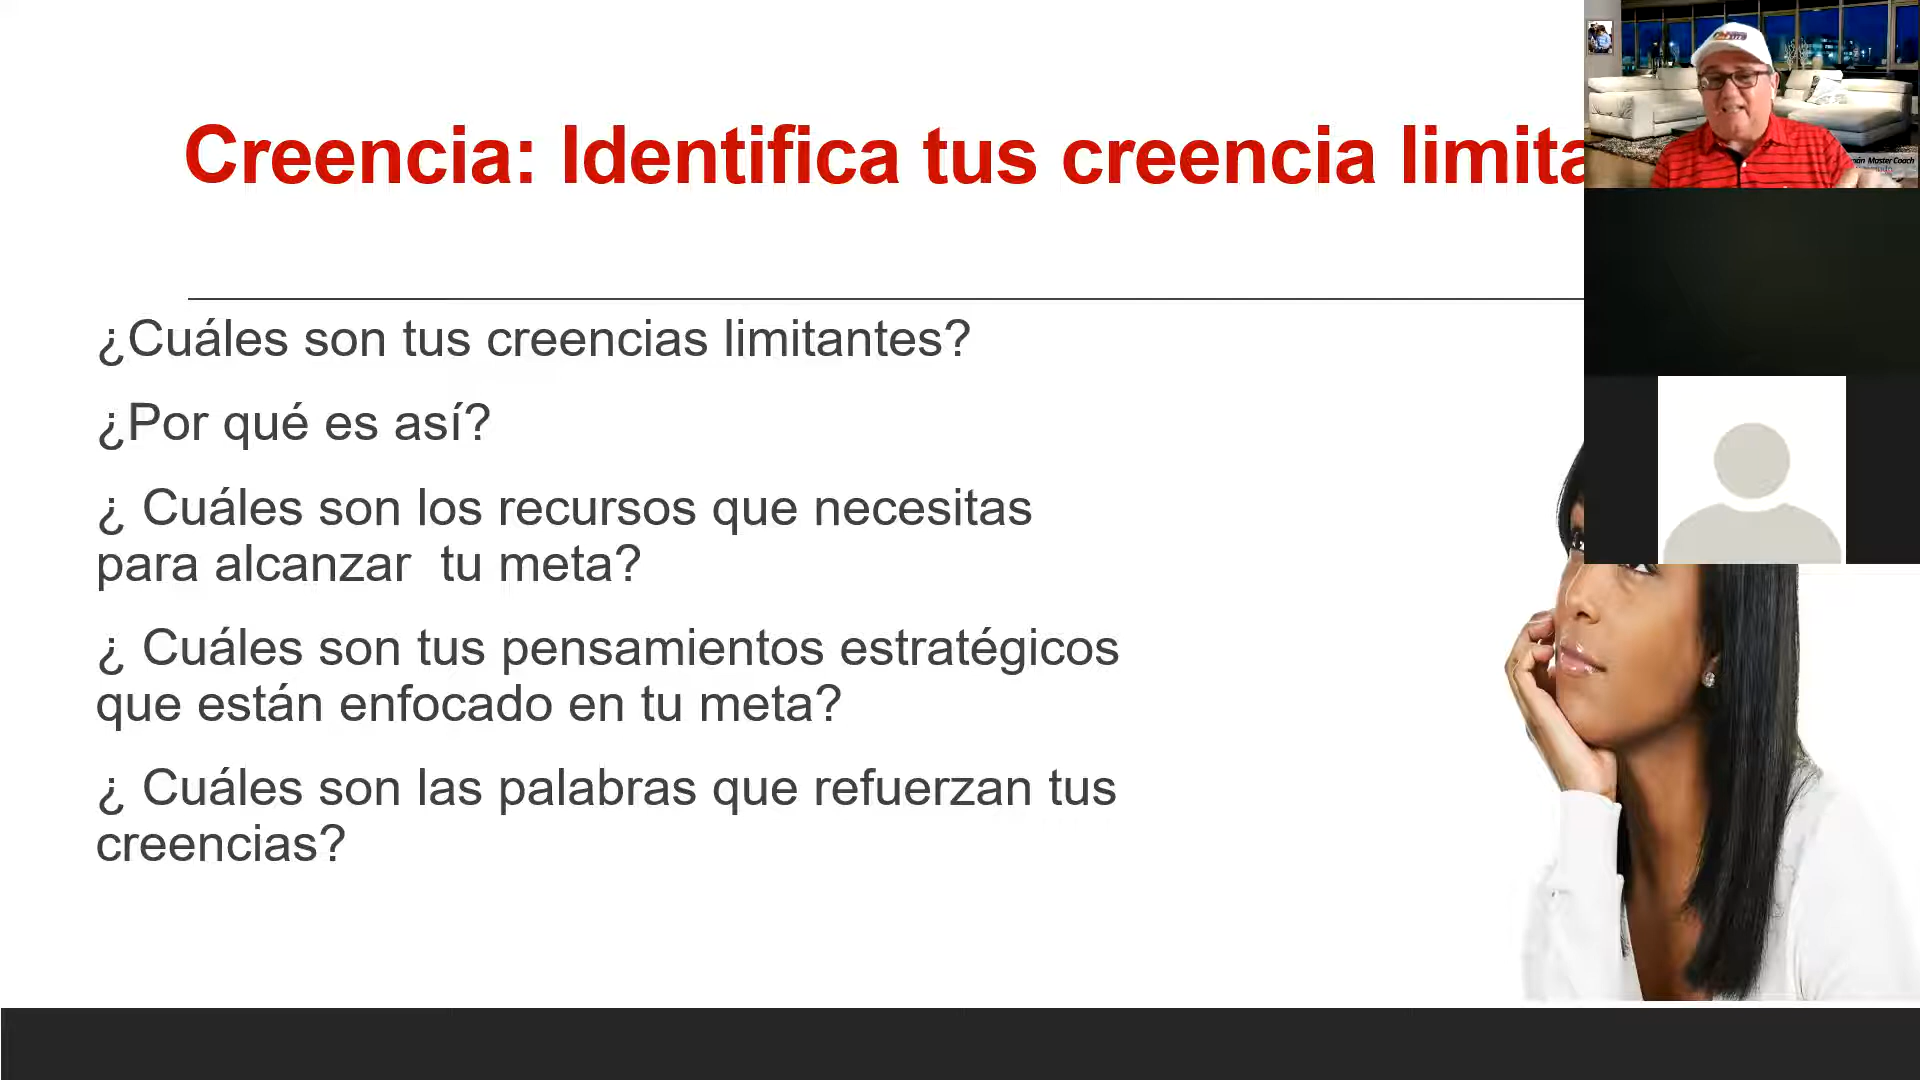 Creencia: Identifica tus creencia limita
¿Cuáles son tus creencias limitantes?
¿Por qué es así?
¿ Cuáles son los recursos que necesitas
para alcanzar  tu meta?
¿ Cuáles son tus pensamientos estratégicos
que están enfocado en tu meta?
¿ Cuáles son las palabras que refuerzan tus
creencias?
Master Coach